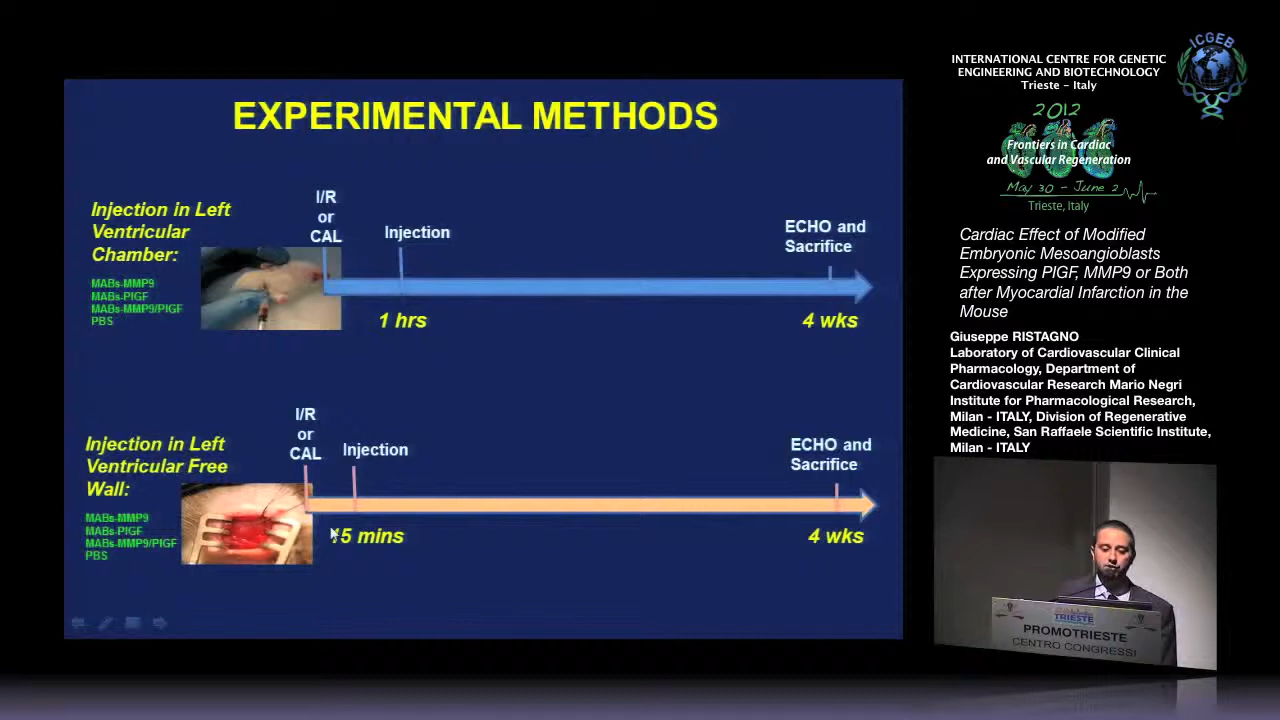 EXPERIMENTAL METHODS
Injection in Left
Ventricular
Chamber:
MABs-MMP9
MABs-PlGF
MABs-MMP9/PlGF
PBS
I/R
or
CAL
Injection
ECHO and
Sacrifice
1 hrs
4 wks
Injection in Left
Ventricular Free
Wall:
MABs-MMP9
MABs-PlGF
MABs-MMP9/PlGF
PBS
I/R
or
CAL
Injection
ECHO and
Sacrifice
15 mins
4 wks
INTERNATIONAL CENTRE FOR GENETIC
ENGINEERING AND BIOTECHNOLOGY
Trieste - Italy
ICGEB
2012
Frontiers in Cardiac
and Vascular Regeneration
May 30 - June 2
Trieste, Italy
Cardiac Effect of Modified
Embryonic Mesoangioblasts
Expressing PlGF, MMP9 or Both
after Myocardial Infarction in the
Mouse
Giuseppe RISTAGNO
Laboratory of Cardiovascular Clinical
Pharmacology, Department of
Cardiovascular Research Mario Negri
Institute for Pharmacological Research,
Milan - ITALY, Division of Regenerative
Medicine, San Raffaele Scientific Institute,
Milan - ITALY
TRIESTE
PROMOTRIESTE
CENTRO CONGRESSI